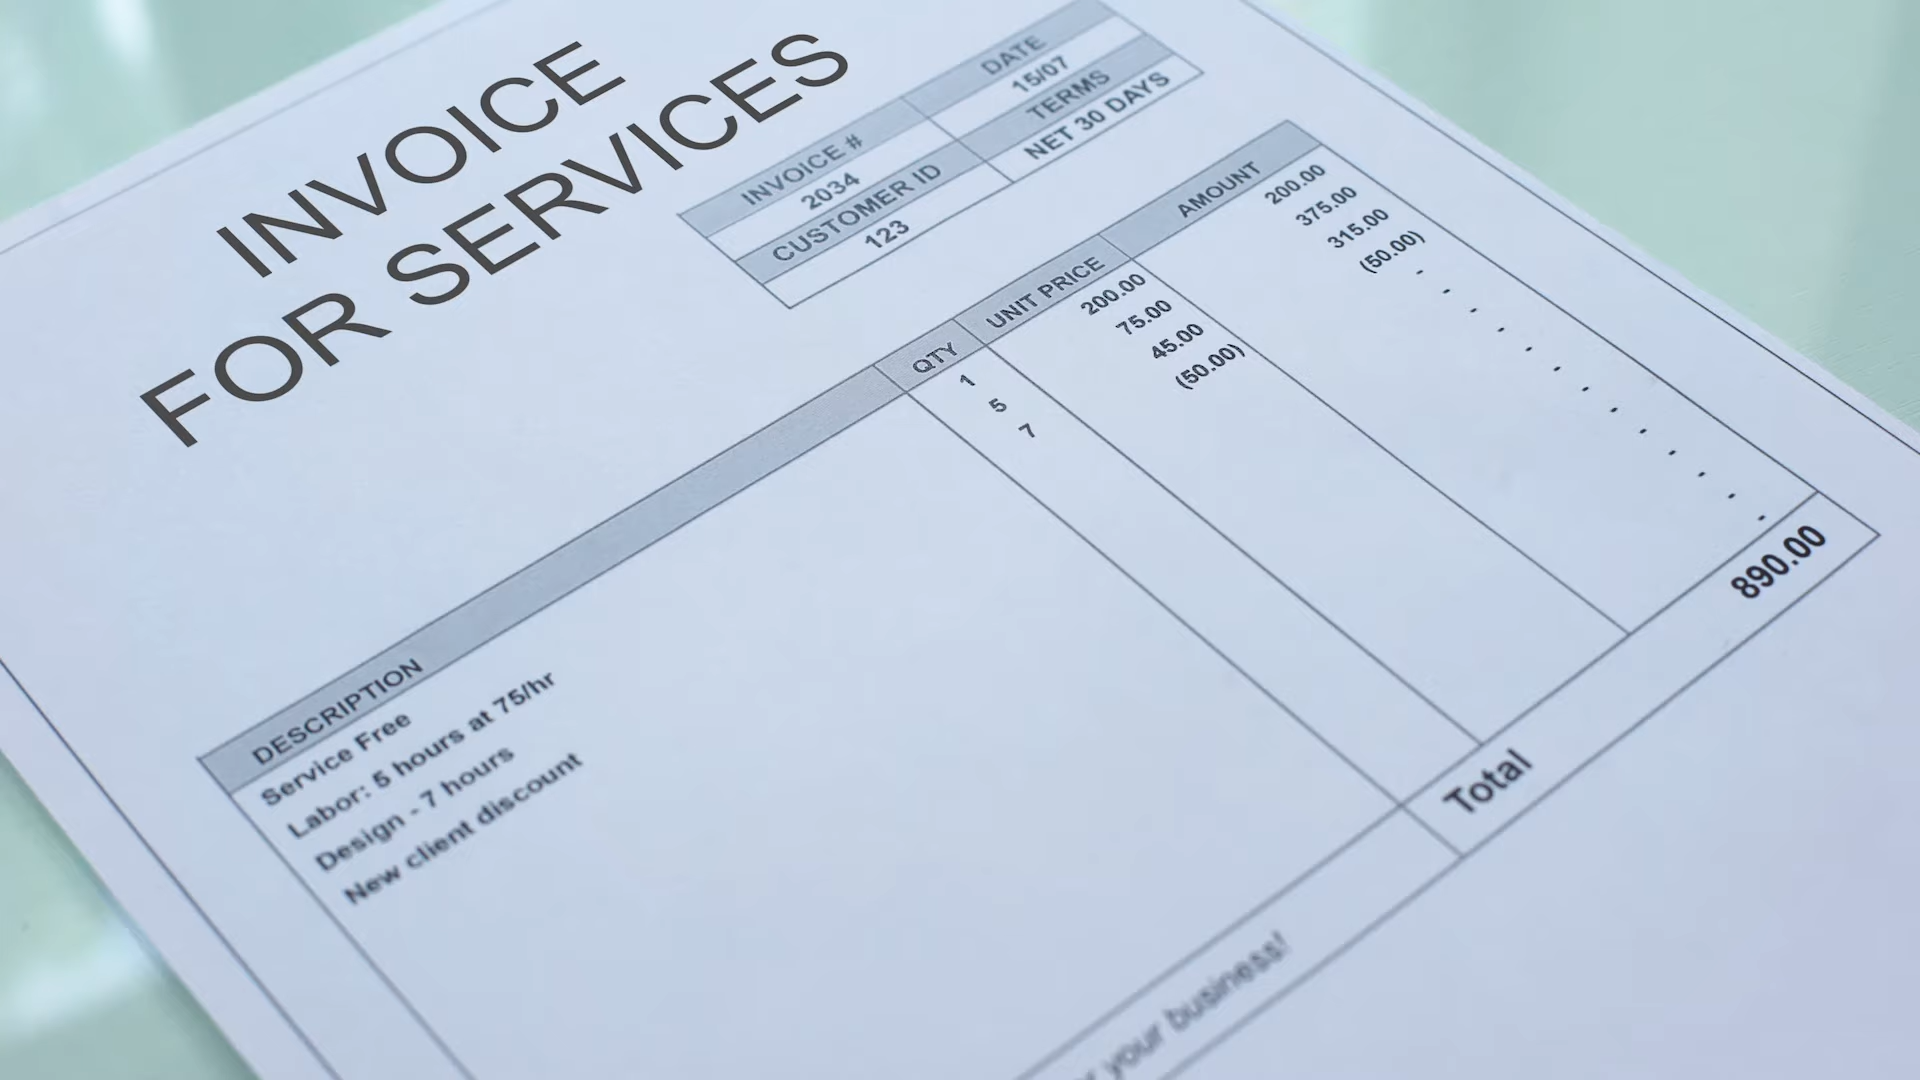 INVOICE
FOR SERVICES
INVOICE # DATE
2034 15/07
CUSTOMER ID TERMS
123 NET 30 DAYS
DESCRIPTION QTY UNIT PRICE AMOUNT
Service Free 1 200.00 200.00
Labor: 5 hours at 75/hr 5 75.00 375.00
Design - 7 hours 7 45.00 315.00
New client discount (50.00) (50.00)
-
-
-
-
-
-
-
-
-
-
-
-
-
Total 890.00
your business!